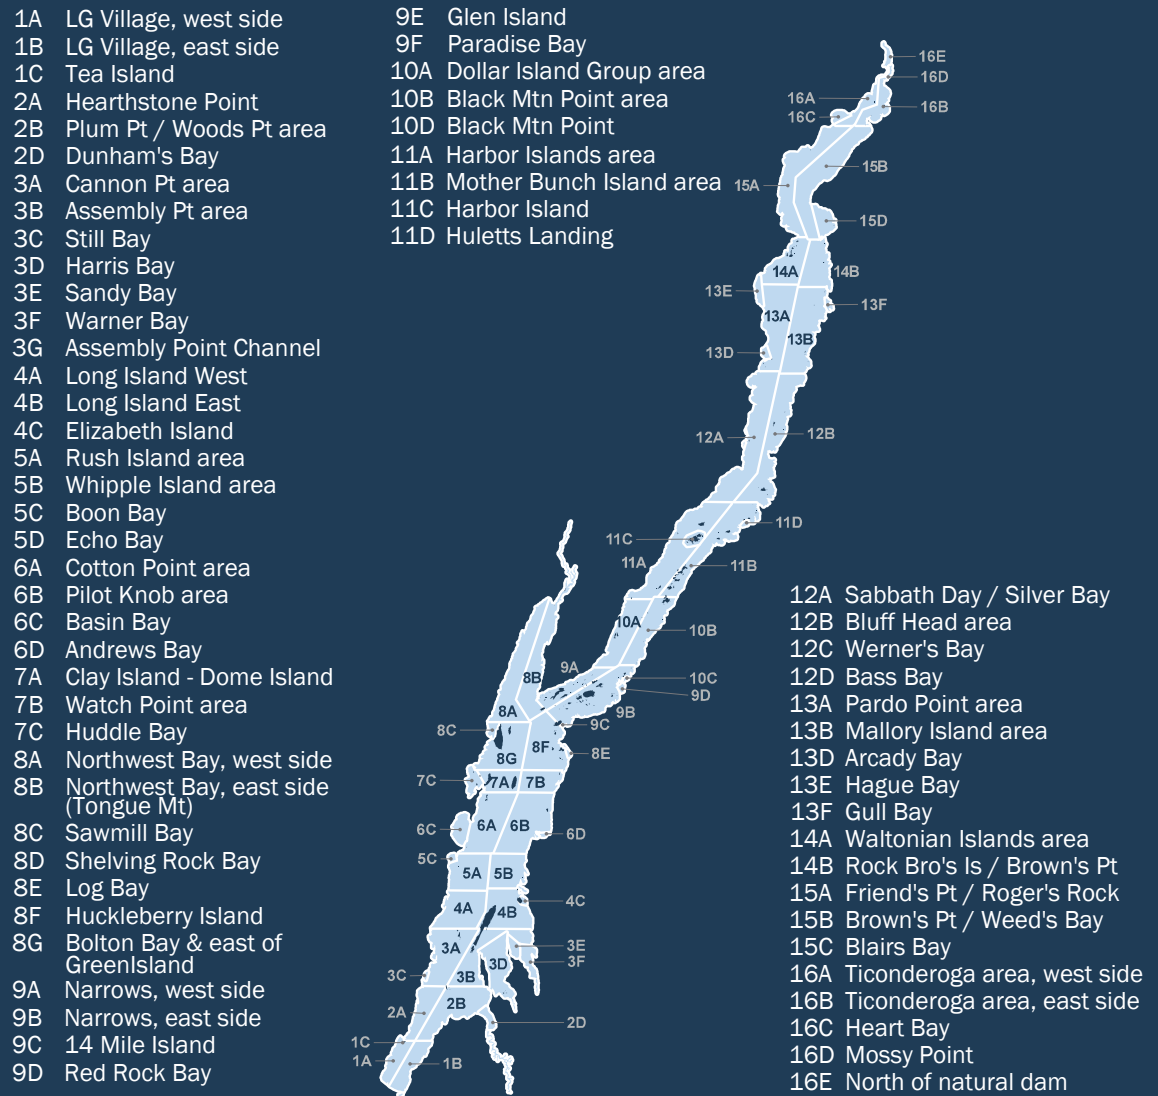 1A LG Village, west side
1B LG Village, east side
1C Tea Island
2A Hearthstone Point
2B Plum Pt / Woods Pt area
2D Dunham's Bay
3A Cannon Pt area
3B Assembly Pt area
3C Still Bay
3D Harris Bay
3E Sandy Bay
3F Warner Bay
3G Assembly Point Channel
4A Long Island West
4B Long Island East
4C Elizabeth Island
5A Rush Island area
5B Whipple Island area
5C Boon Bay
5D Echo Bay
6A Cotton Point area
6B Pilot Knob area
6C Basin Bay
6D Andrews Bay
7A Clay Island - Dome Island
7B Watch Point area
7C Huddle Bay
8A Northwest Bay, west side
8B Northwest Bay, east side
(Tongue Mt)
8C Sawmill Bay
8D Shelving Rock Bay
8E Log Bay
8F Huckleberry Island
8G Bolton Bay & east of
GreenIsland
9A Narrows, west side
9B Narrows, east side
9C 14 Mile Island
9D Red Rock Bay
9E Glen Island
9F Paradise Bay
10A Dollar Island Group area
10B Black Mtn Point area
10D Black Mtn Point
11A Harbor Islands area
11B Mother Bunch Island area
11C Harbor Island
11D Huletts Landing
12A Sabbath Day / Silver Bay
12B Bluff Head area
12C Werner's Bay
12D Bass Bay
13A Pardo Point area
13B Mallory Island area
13D Arcady Bay
13E Hague Bay
13F Gull Bay
14A Waltonian Islands area
14B Rock Bro's Is / Brown's Pt
15A Friend's Pt / Roger's Rock
15B Brown's Pt / Weed's Bay
15C Blairs Bay
16A Ticonderoga area, west side
16B Ticonderoga area, east side
16C Heart Bay
16D Mossy Point
16E North of natural dam
16E
16D
16A
16B
16C
15B
15A
15D
14A
14B
13E
13F
13A
13B
13D
12A
12B
11D
11C
11A
11B
10A
10B
9A
10C
8B
9D
8A
9B
9C
8C
8F
8E
8G
7C
7A
7B
6A
6B
6C
6D
5C
5A
5B
4C
4A
4B
3E
3A
3F
3D
3C
3B
2B
2A
2D
1C
1A
1B